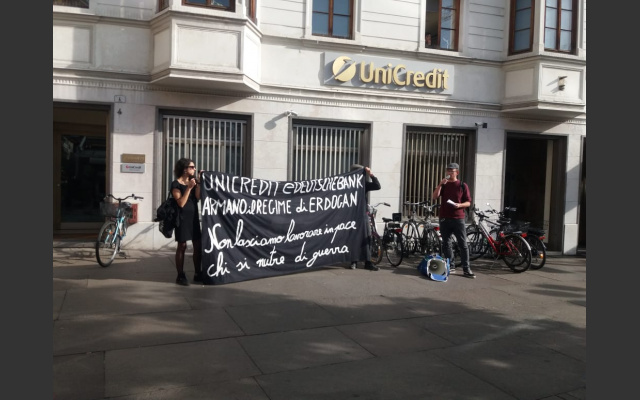 UniCredit
UNICREDIT e DEUTSCHE BANK
ARMANO il REGIME di ERDOGAN
Non lasciamo lavorare in pace
chi si nutre di guerra